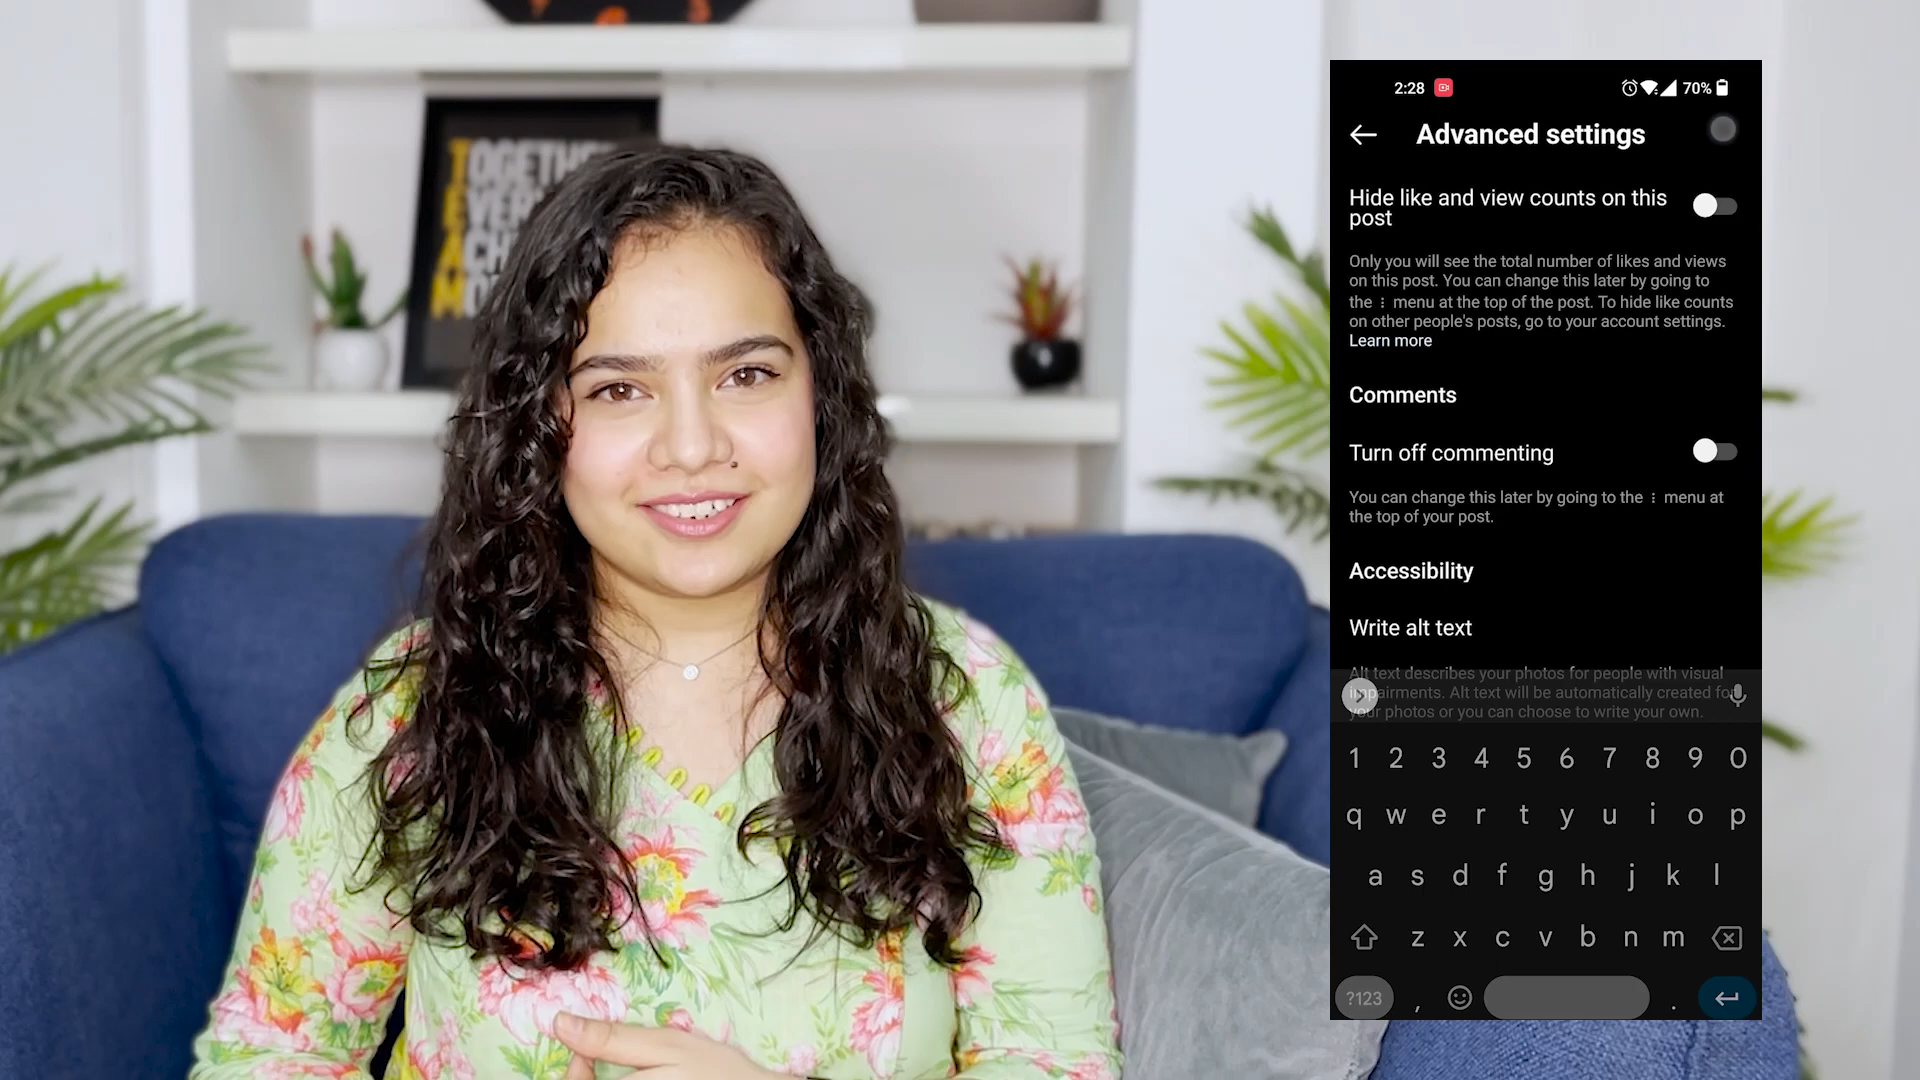 TOGETHE
EVERY
ACH
MO
2:28
70%
Advanced settings
Hide like and view counts on this
post
Only you will see the total number of likes and views
on this post. You can change this later by going to
the ⋮ menu at the top of the post. To hide like counts
on other people's posts, go to your account settings.
Learn more
Comments
Turn off commenting
You can change this later by going to the ⋮ menu at
the top of your post.
Accessibility
Write alt text
Alt text describes your photos for people with visual
impairments. Alt text will be automatically created for
your photos or you can choose to write your own.
1 2 3 4 5 6 7 8 9 0
q w e r t y u i o p
a s d f g h j k l
z x c v b n m
?123 , .